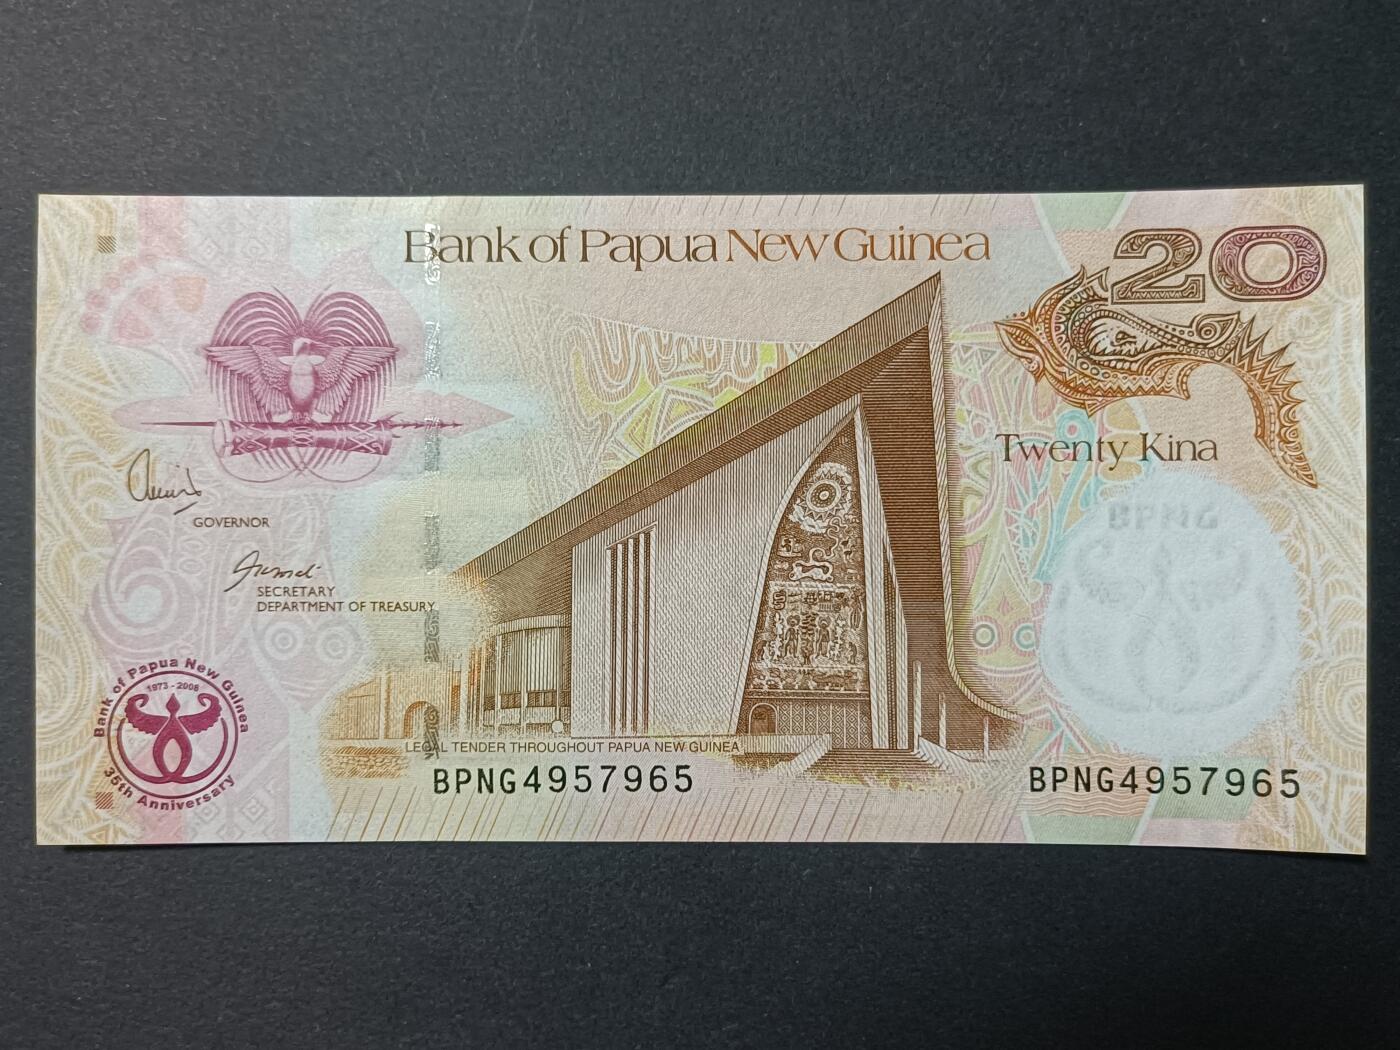 Bank of Papua New Guinea
20
Twenty Kina
GOVERNOR
SECRETARY
DEPARTMENT OF TREASURY
BPNG
Bank of Papua New Guinea
1973 - 2008
35th Anniversary
LEGAL TENDER THROUGHOUT PAPUA NEW GUINEA
BPNG4957965
BPNG4957965